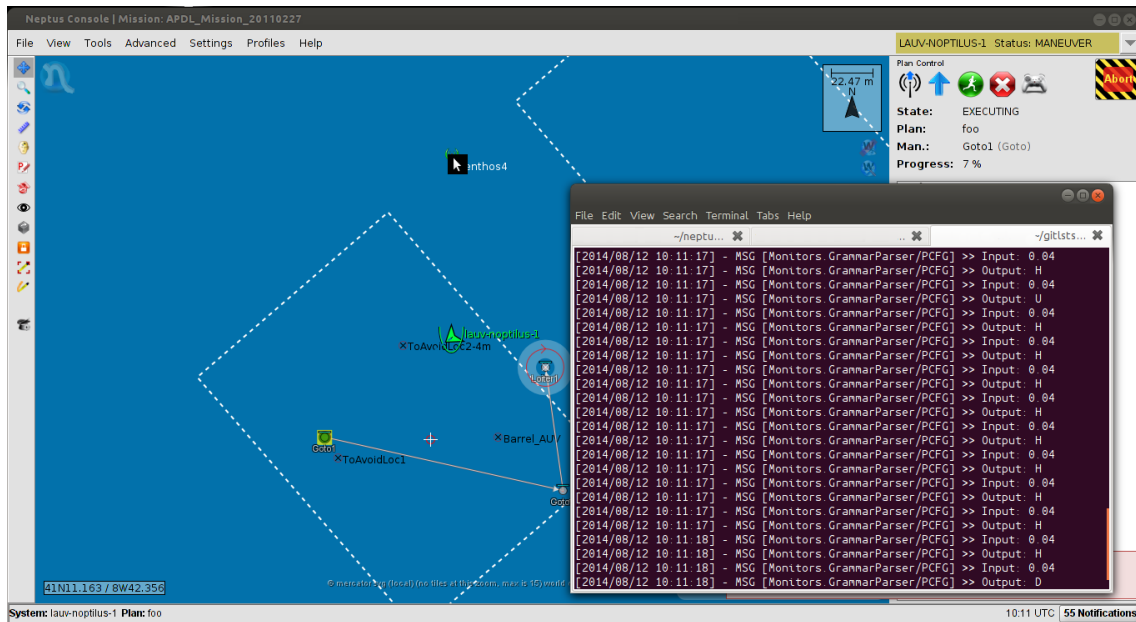 Neptus Console | Mission: APDL_Mission_20110227
File View Tools Advanced Settings Profiles Help
LAUV-NOPTILUS-1 Status: MANEUVER
22.47 m
N
Plan Control
Abort
State: EXECUTING
Plan: foo
Man.: Goto1 (Goto)
Progress: 7 %
enthos4
lauv-noptilus-1
ToAvoidLoc2-4m
Loiter1
Barrel_AUV
Goto1
ToAvoidLoc1
Goto
41N11.163 / 8W42.356
File Edit View Search Terminal Tabs Help
~/neptu... .. ~/gitlsts...
[2014/08/12 10:11:17] - MSG [Monitors.GrammarParser/PCFG] >> Input: 0.04
[2014/08/12 10:11:17] - MSG [Monitors.GrammarParser/PCFG] >> Output: H
[2014/08/12 10:11:17] - MSG [Monitors.GrammarParser/PCFG] >> Input: 0.04
[2014/08/12 10:11:17] - MSG [Monitors.GrammarParser/PCFG] >> Output: U
[2014/08/12 10:11:17] - MSG [Monitors.GrammarParser/PCFG] >> Input: 0.04
[2014/08/12 10:11:17] - MSG [Monitors.GrammarParser/PCFG] >> Output: H
[2014/08/12 10:11:17] - MSG [Monitors.GrammarParser/PCFG] >> Input: 0.04
[2014/08/12 10:11:17] - MSG [Monitors.GrammarParser/PCFG] >> Output: H
[2014/08/12 10:11:17] - MSG [Monitors.GrammarParser/PCFG] >> Input: 0.04
[2014/08/12 10:11:17] - MSG [Monitors.GrammarParser/PCFG] >> Output: H
[2014/08/12 10:11:17] - MSG [Monitors.GrammarParser/PCFG] >> Input: 0.04
[2014/08/12 10:11:17] - MSG [Monitors.GrammarParser/PCFG] >> Output: H
[2014/08/12 10:11:17] - MSG [Monitors.GrammarParser/PCFG] >> Input: 0.04
[2014/08/12 10:11:17] - MSG [Monitors.GrammarParser/PCFG] >> Output: H
[2014/08/12 10:11:17] - MSG [Monitors.GrammarParser/PCFG] >> Input: 0.04
[2014/08/12 10:11:17] - MSG [Monitors.GrammarParser/PCFG] >> Output: H
[2014/08/12 10:11:17] - MSG [Monitors.GrammarParser/PCFG] >> Input: 0.04
[2014/08/12 10:11:17] - MSG [Monitors.GrammarParser/PCFG] >> Output: H
[2014/08/12 10:11:17] - MSG [Monitors.GrammarParser/PCFG] >> Input: 0.04
[2014/08/12 10:11:17] - MSG [Monitors.GrammarParser/PCFG] >> Output: H
[2014/08/12 10:11:18] - MSG [Monitors.GrammarParser/PCFG] >> Input: 0.04
[2014/08/12 10:11:18] - MSG [Monitors.GrammarParser/PCFG] >> Output: H
[2014/08/12 10:11:18] - MSG [Monitors.GrammarParser/PCFG] >> Input: 0.04
[2014/08/12 10:11:18] - MSG [Monitors.GrammarParser/PCFG] >> Output: D
© mercator.svg (local) (no files at this zoom, max is 15) world
System: lauv-noptilus-1 Plan: foo
10:11 UTC 55 Notifications